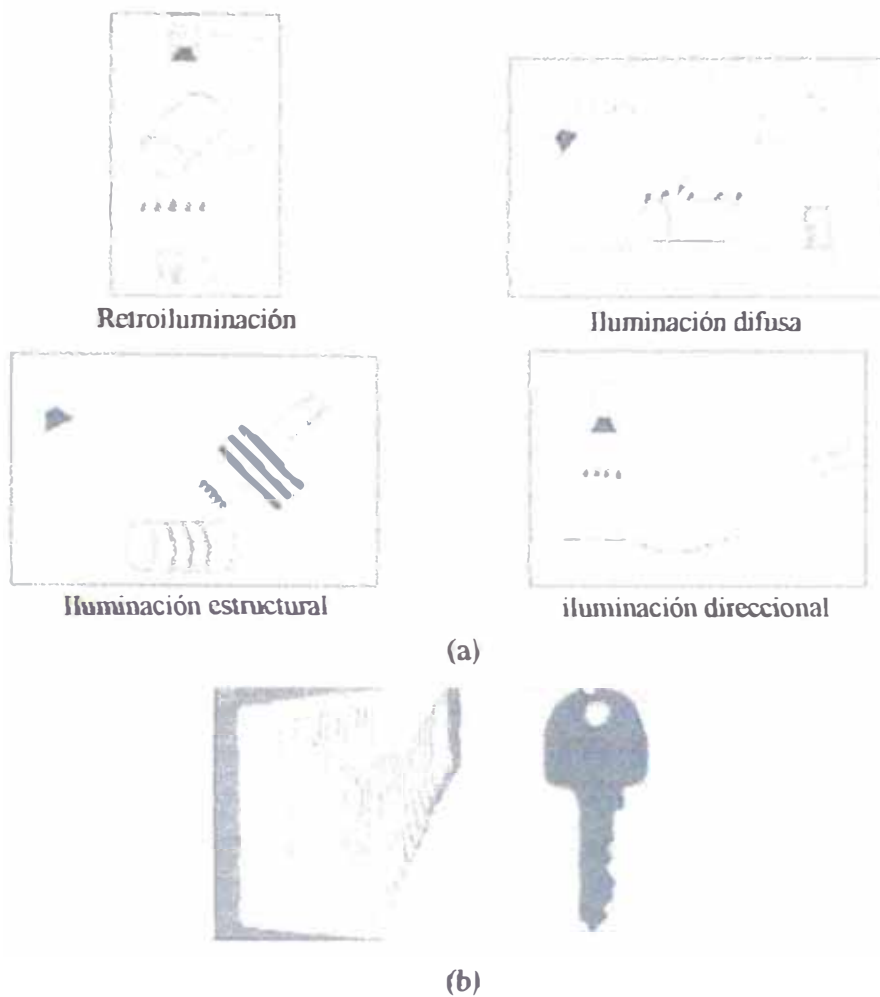 Retroiluminación
Iluminación difusa
Iluminación estructural
iluminación direccional
(a)
(b)